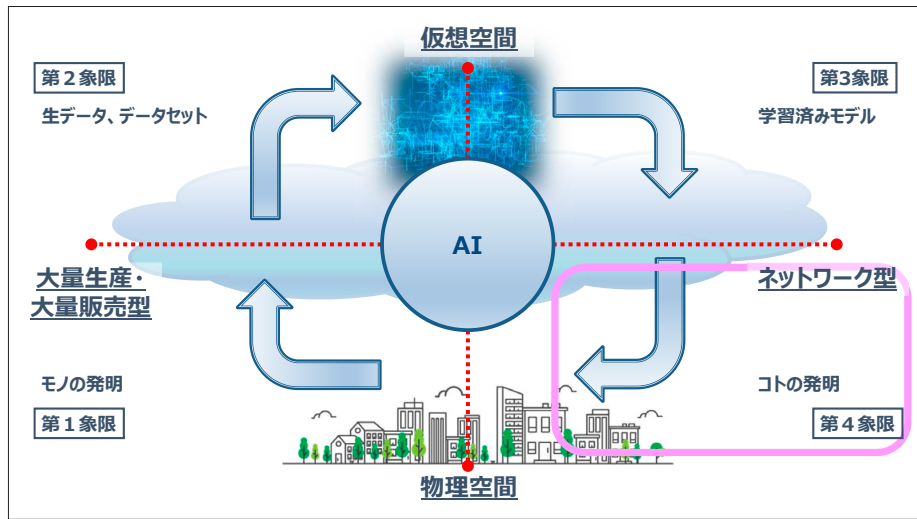 仮想空間
第２象限
第3象限
生データ、データセット
学習済みモデル
AI
大量生産・
大量販売型
ネットワーク型
モノの発明
コトの発明
第１象限
第４象限
物理空間